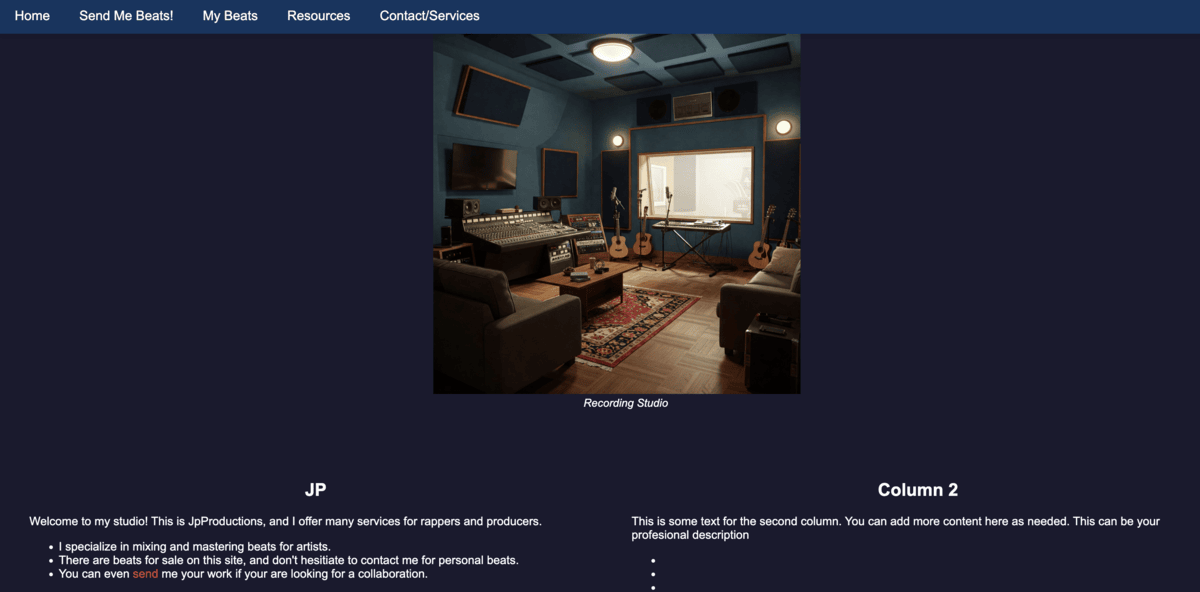 Home Send Me Beats! My Beats Resources Contact/Services
Recording Studio
JP
Welcome to my studio! This is JpProductions, and I offer many services for rappers and producers.
• I specialize in mixing and mastering beats for artists.
• There are beats for sale on this site, and don't hesitiate to contact me for personal beats.
• You can even send me your work if your are looking for a collaboration.
Column 2
This is some text for the second column. You can add more content here as needed. This can be your
profesional description